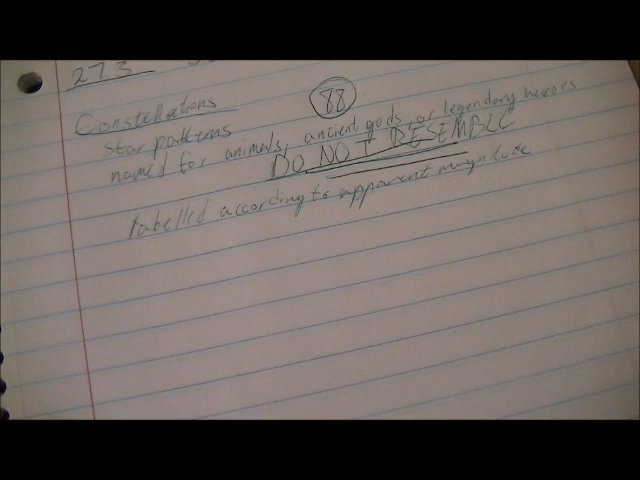 273
Constellations
88
star patterns
named for animals, ancient gods, or legendary heroes
DO NOT RESEMBLE
labelled according to apparent magnitude